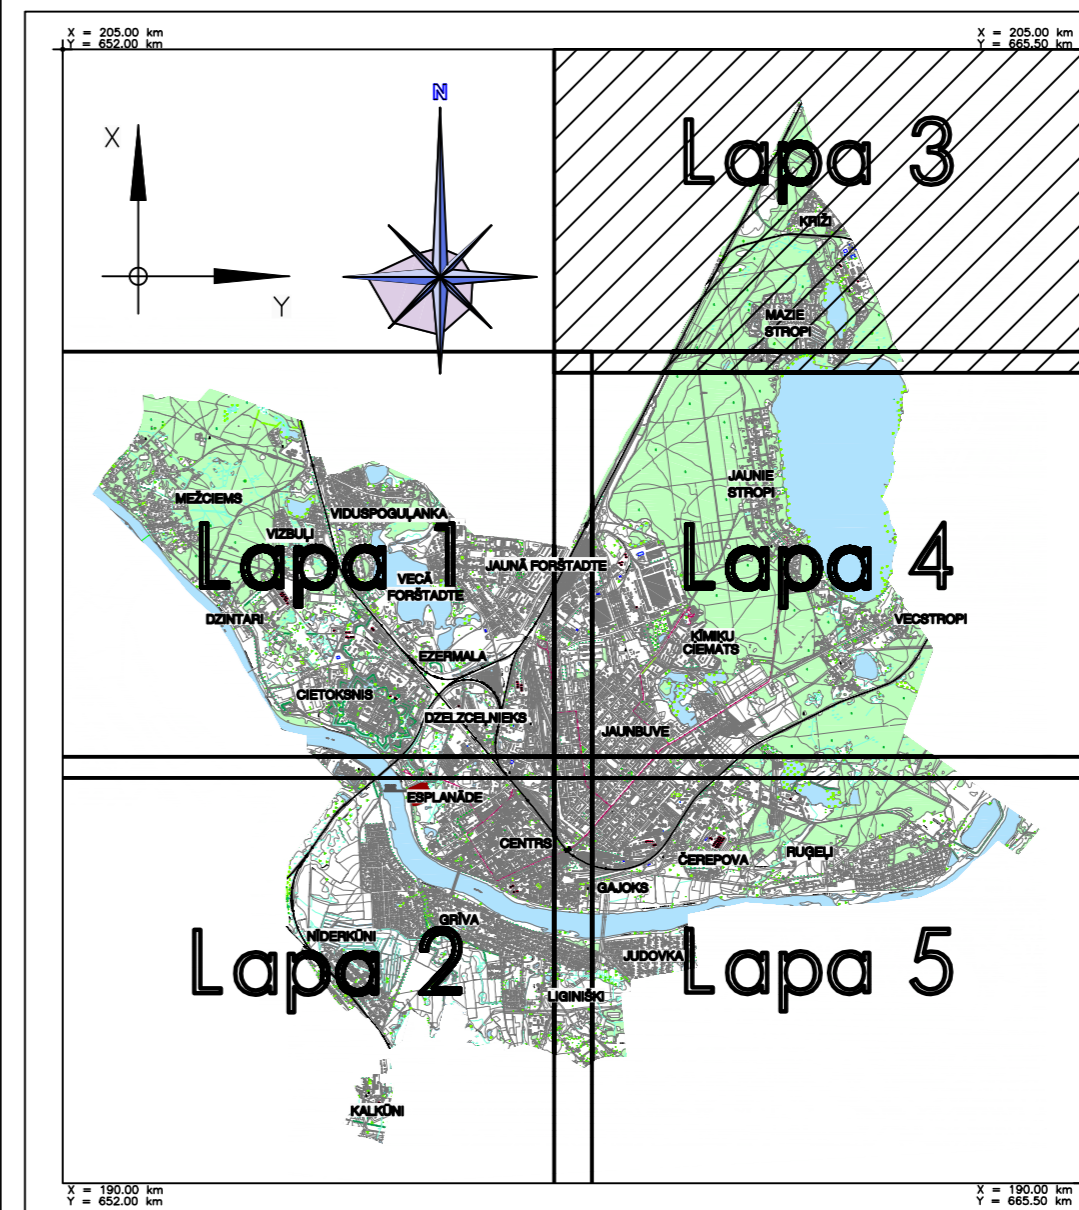 X = 205.00 km
Y = 652.00 km
X = 205.00 km
Y = 665.50 km
N
X
Y
Lapa 3
KRĪŽI
MAZIE
STROPI
JAUNIE
STROPI
MEŽCIEMS
VIDUSPOGUĻANKA
VIZBUĻI
Lapa 1
Lapa 4
JAUNĀ FORŠTADTE
VECĀ
FORŠTADTE
DZINTARI
VECSTROPI
ĶĪMIĶU
CIEMATS
EZERMALA
CIETOKSNIS
DZELZCEĻNIEKS
JAUNBUVE
ESPLANĀDE
CENTRS
ČEREPOVA
RUĢEĻI
GAJOKS
GRĪVA
NĪDERKŪNI
Lapa 2
JUDOVKA
Lapa 5
LIGINIŠKI
KALKŪNI
X = 190.00 km
Y = 652.00 km
X = 190.00 km
Y = 665.50 km